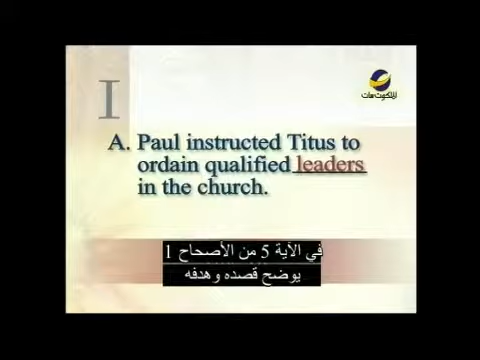 I
A. Paul instructed Titus to
ordain qualified leaders
in the church.
في الآية 5 من الأصحاح 1
يوضح قصده وهدفه